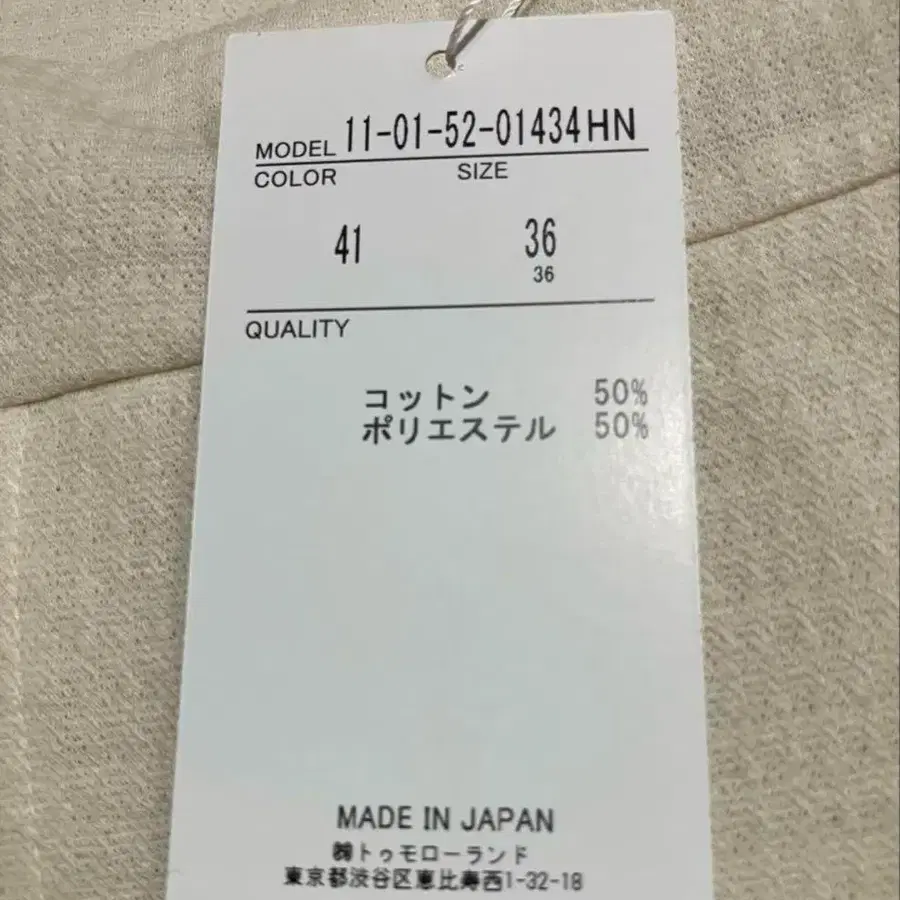 MODEL 11-01-52-01434HN
COLOR SIZE
41 36
36
QUALITY
コットン 50%
ポリエステル 50%
MADE IN JAPAN
㈱トゥモローランド
東京都渋谷区恵比寿西1-32-18